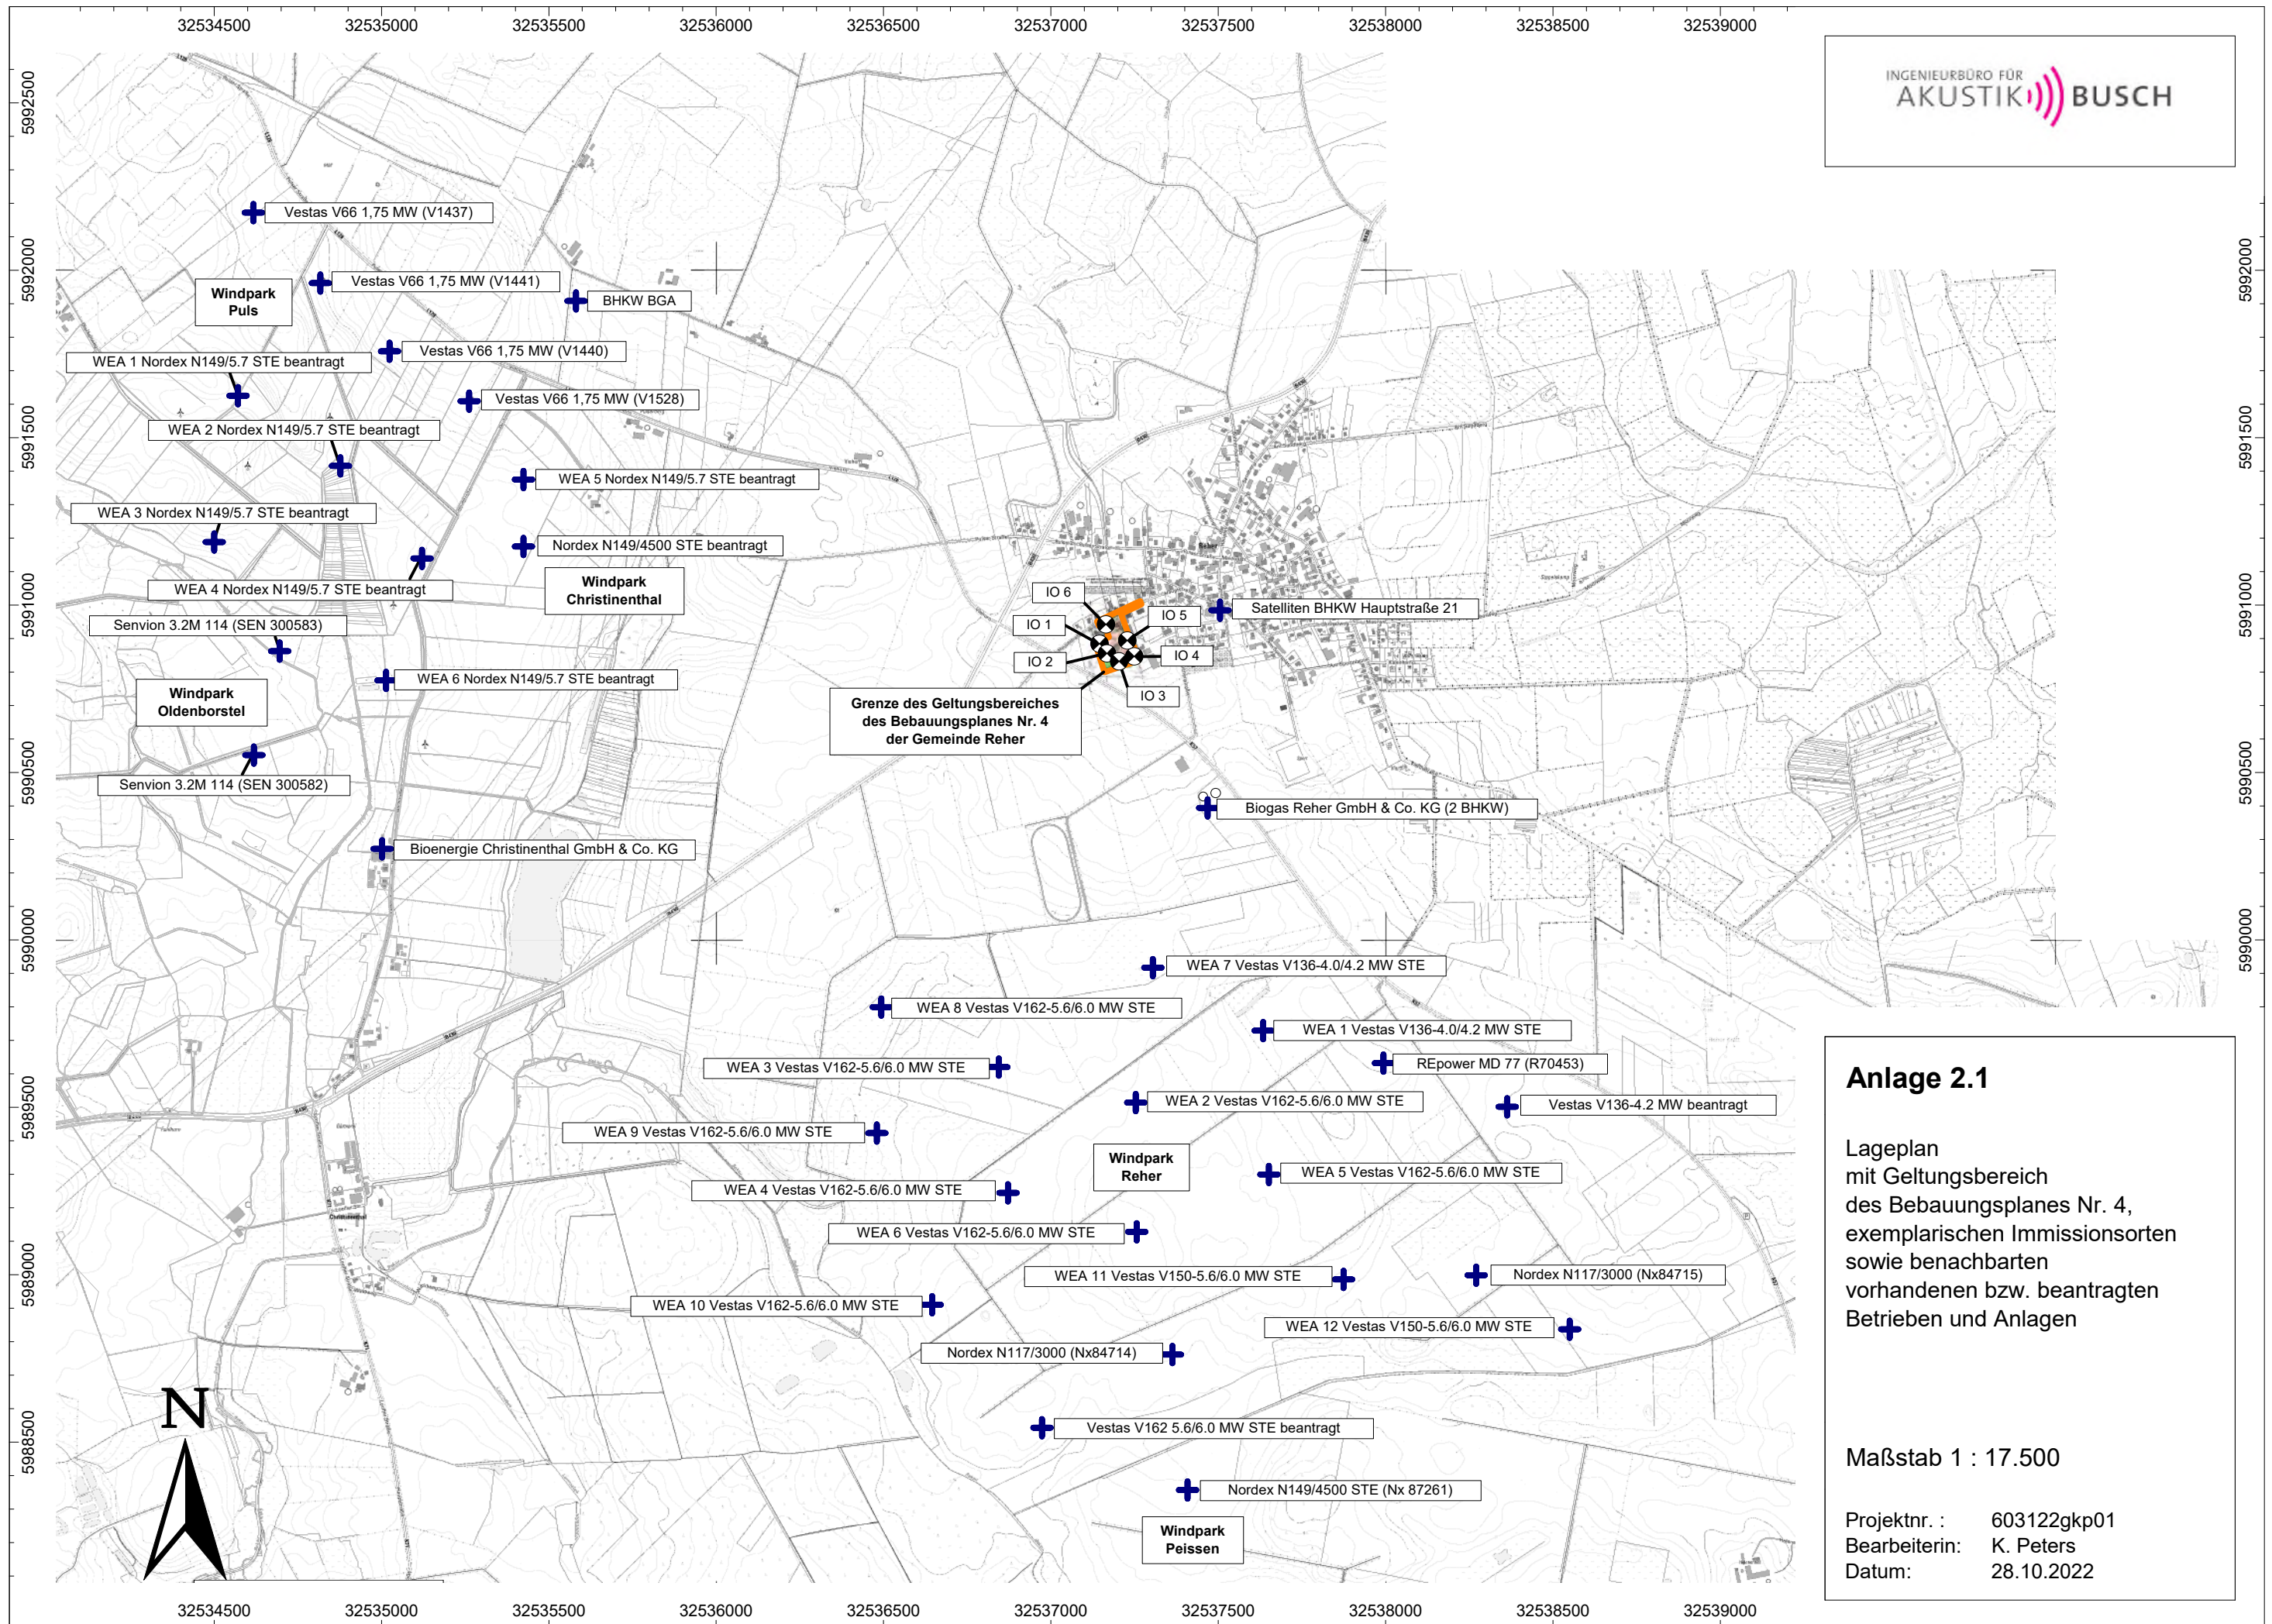 32534500 32535000 32535500 32536000 32536500 32537000 32537500 32538000 32538500 32539000
5992500
5992000
5991500
5991000
5990500
5990000
5989500
5989000
5988500
INGENIEURBÜRO FÜR
AKUSTIK BUSCH
Vestas V66 1,75 MW (V1437)
Vestas V66 1,75 MW (V1441)
Windpark
Puls
BHKW BGA
Vestas V66 1,75 MW (V1440)
WEA 1 Nordex N149/5.7 STE beantragt
Vestas V66 1,75 MW (V1528)
WEA 2 Nordex N149/5.7 STE beantragt
WEA 5 Nordex N149/5.7 STE beantragt
WEA 3 Nordex N149/5.7 STE beantragt
Nordex N149/4500 STE beantragt
WEA 4 Nordex N149/5.7 STE beantragt
Windpark
Christinenthal
Senvion 3.2M 114 (SEN 300583)
WEA 6 Nordex N149/5.7 STE beantragt
Windpark
Oldenborstel
Senvion 3.2M 114 (SEN 300582)
Bioenergie Christinenthal GmbH & Co. KG
Reher
IO 6
IO 1
IO 5
IO 2
IO 4
IO 3
Satelliten BHKW Hauptstraße 21
Grenze des Geltungsbereiches
des Bebauungsplanes Nr. 4
der Gemeinde Reher
Biogas Reher GmbH & Co. KG (2 BHKW)
WEA 7 Vestas V136-4.0/4.2 MW STE
WEA 8 Vestas V162-5.6/6.0 MW STE
WEA 1 Vestas V136-4.0/4.2 MW STE
WEA 3 Vestas V162-5.6/6.0 MW STE
REpower MD 77 (R70453)
WEA 2 Vestas V162-5.6/6.0 MW STE
Vestas V136-4.2 MW beantragt
WEA 9 Vestas V162-5.6/6.0 MW STE
Windpark
Reher
WEA 5 Vestas V162-5.6/6.0 MW STE
WEA 4 Vestas V162-5.6/6.0 MW STE
WEA 6 Vestas V162-5.6/6.0 MW STE
Christinenthal
WEA 11 Vestas V150-5.6/6.0 MW STE
Nordex N117/3000 (Nx84715)
WEA 10 Vestas V162-5.6/6.0 MW STE
WEA 12 Vestas V150-5.6/6.0 MW STE
Nordex N117/3000 (Nx84714)
Vestas V162 5.6/6.0 MW STE beantragt
Nordex N149/4500 STE (Nx 87261)
Windpark
Peissen
N
5992000
5991500
5991000
5990500
5990000
Anlage 2.1
Lageplan
mit Geltungsbereich
des Bebauungsplanes Nr. 4,
exemplarischen Immissionsorten
sowie benachbarten
vorhandenen bzw. beantragten
Betrieben und Anlagen
Maßstab 1 : 17.500
Projektnr. : 603122gkp01
Bearbeiterin: K. Peters
Datum: 28.10.2022
32534500 32535000 32535500 32536000 32536500 32537000 32537500 32538000 32538500 32539000